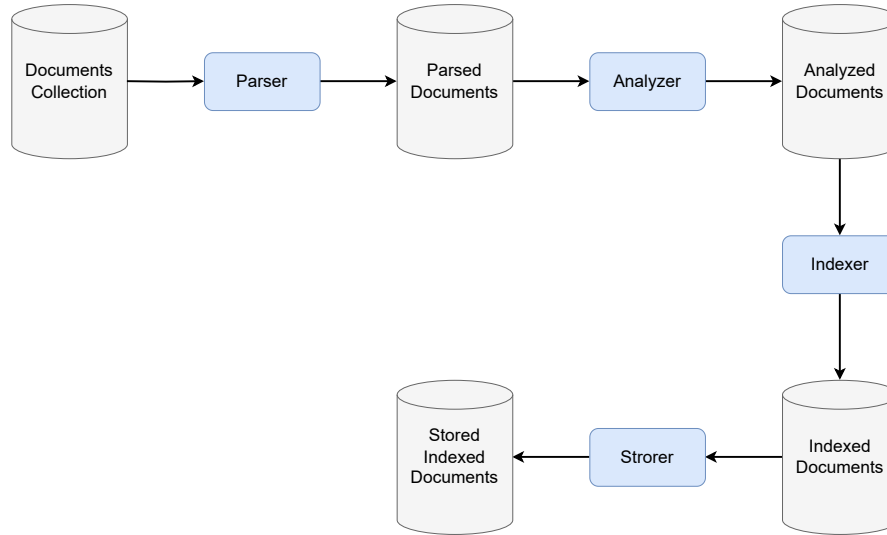 Documents
Collection
Parser
Parsed
Documents
Analyzer
Analyzed
Documents
Indexer
Stored
Indexed
Documents
Strorer
Indexed
Documents